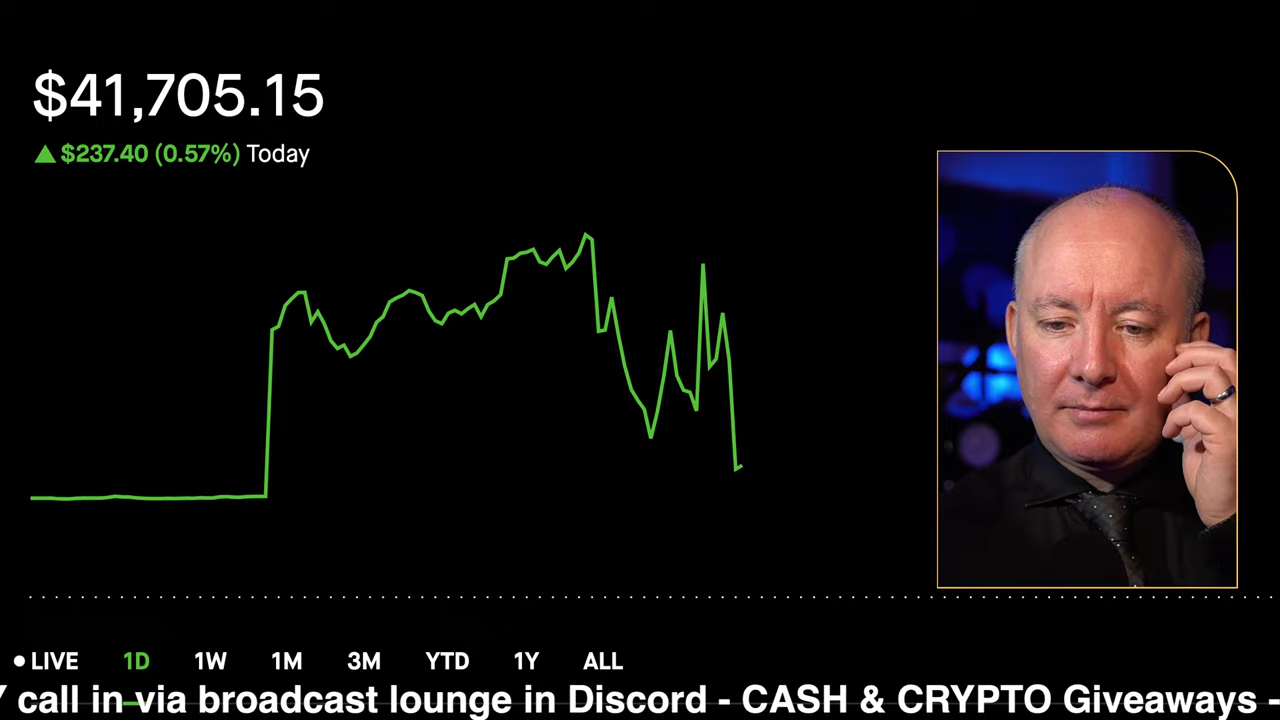 $41,705.15
▲ $237.40 (0.57%) Today
LIVE 1D 1W 1M 3M YTD 1Y ALL
call in via broadcast lounge in Discord - CASH & CRYPTO Giveaways -